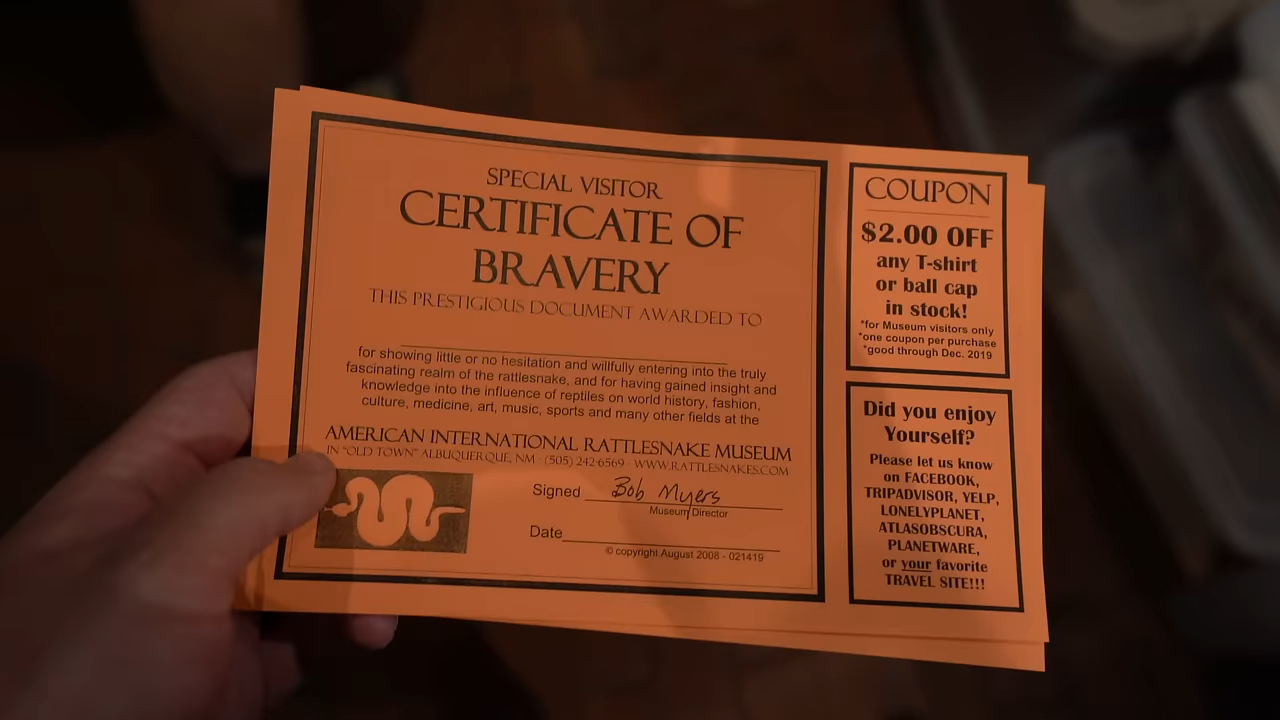 SPECIAL VISITOR
CERTIFICATE OF
BRAVERY
THIS PRESTIGIOUS DOCUMENT AWARDED TO
for showing little or no hesitation and willfully entering into the truly
fascinating realm of the rattlesnake, and for having gained insight and
knowledge into the influence of reptiles on world history, fashion,
culture, medicine, art, music, sports and many other fields at the
AMERICAN INTERNATIONAL RATTLESNAKE MUSEUM
IN "OLD TOWN" ALBUQUERQUE, NM · (505) 242-6569 · WWW.RATTLESNAKES.COM
Signed Bob Myers
Museum Director
Date
© copyright August 2008 - 021419
COUPON
$2.00 OFF
any T-shirt
or ball cap
in stock!
*for Museum visitors only
*one coupon per purchase
*good through Dec. 2019
Did you enjoy
Yourself?
Please let us know
on FACEBOOK,
TRIPADVISOR, YELP,
LONELYPLANET,
ATLASOBSCURA,
PLANETWARE,
or your favorite
TRAVEL SITE!!!